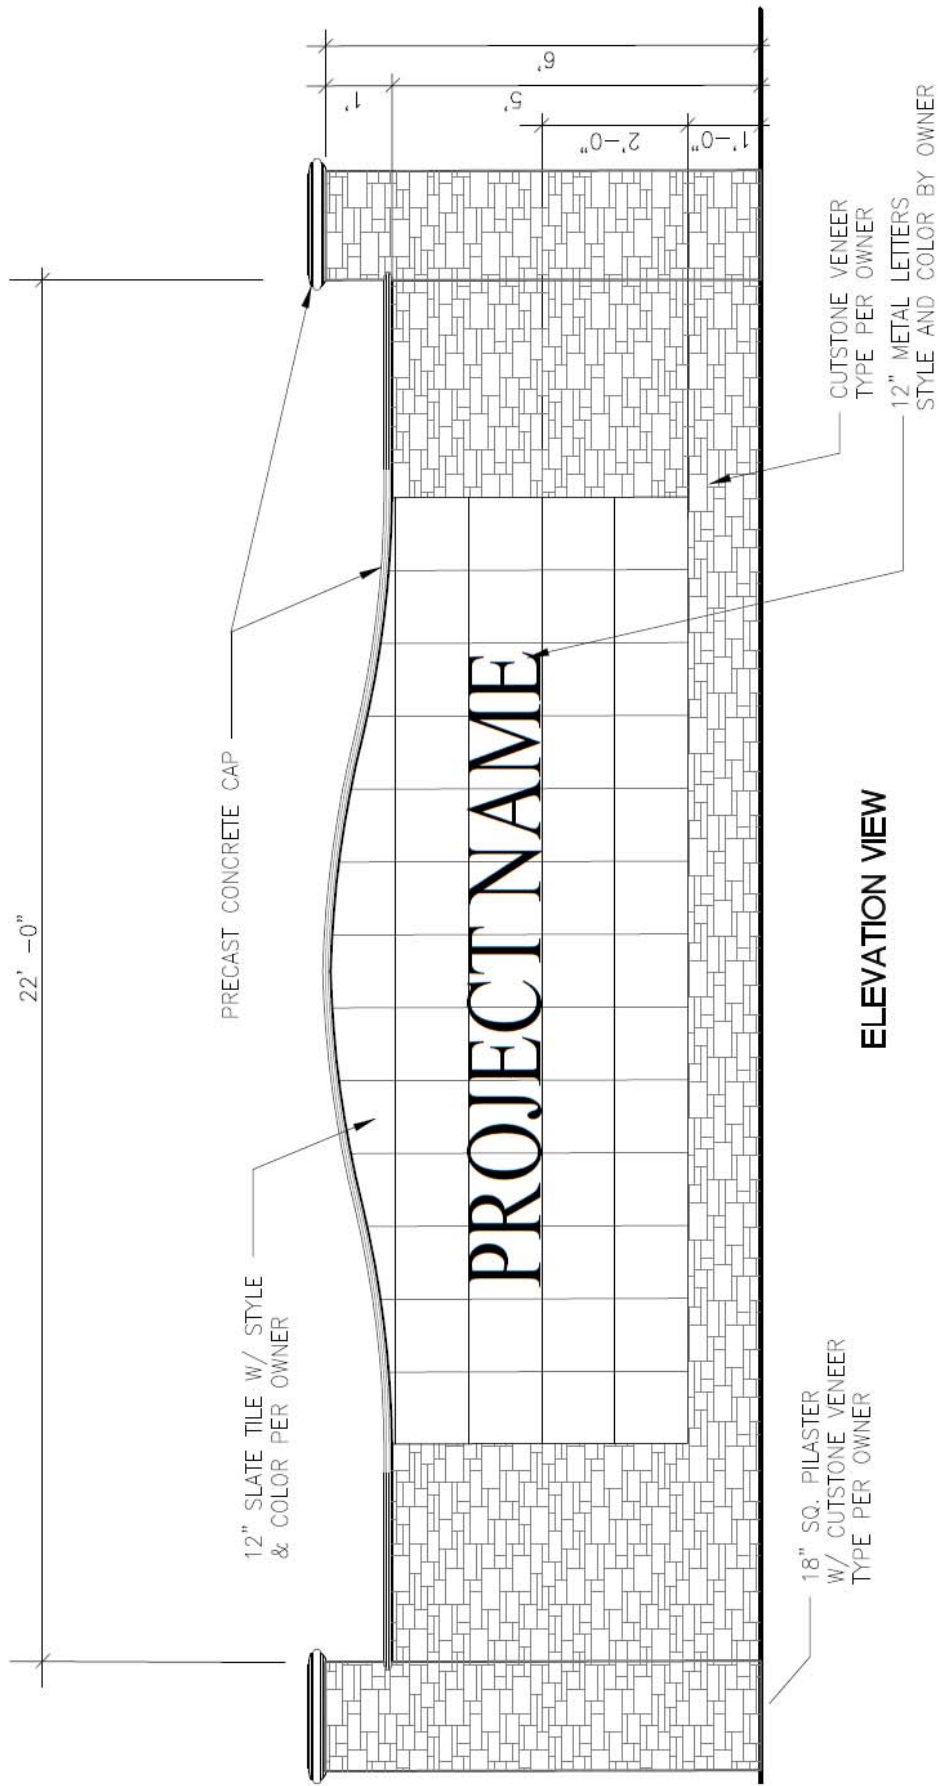 22' -0"
PRECAST CONCRETE CAP
12" SLATE TILE W/ STYLE
& COLOR PER OWNER
1'
6'
5'
2'-0"
1'-0"
PROJECT NAME
18" SQ. PILASTER
W/ CUTSTONE VENEER
TYPE PER OWNER
CUTSTONE VENEER
TYPE PER OWNER
12" METAL LETTERS
STYLE AND COLOR BY OWNER
ELEVATION VIEW